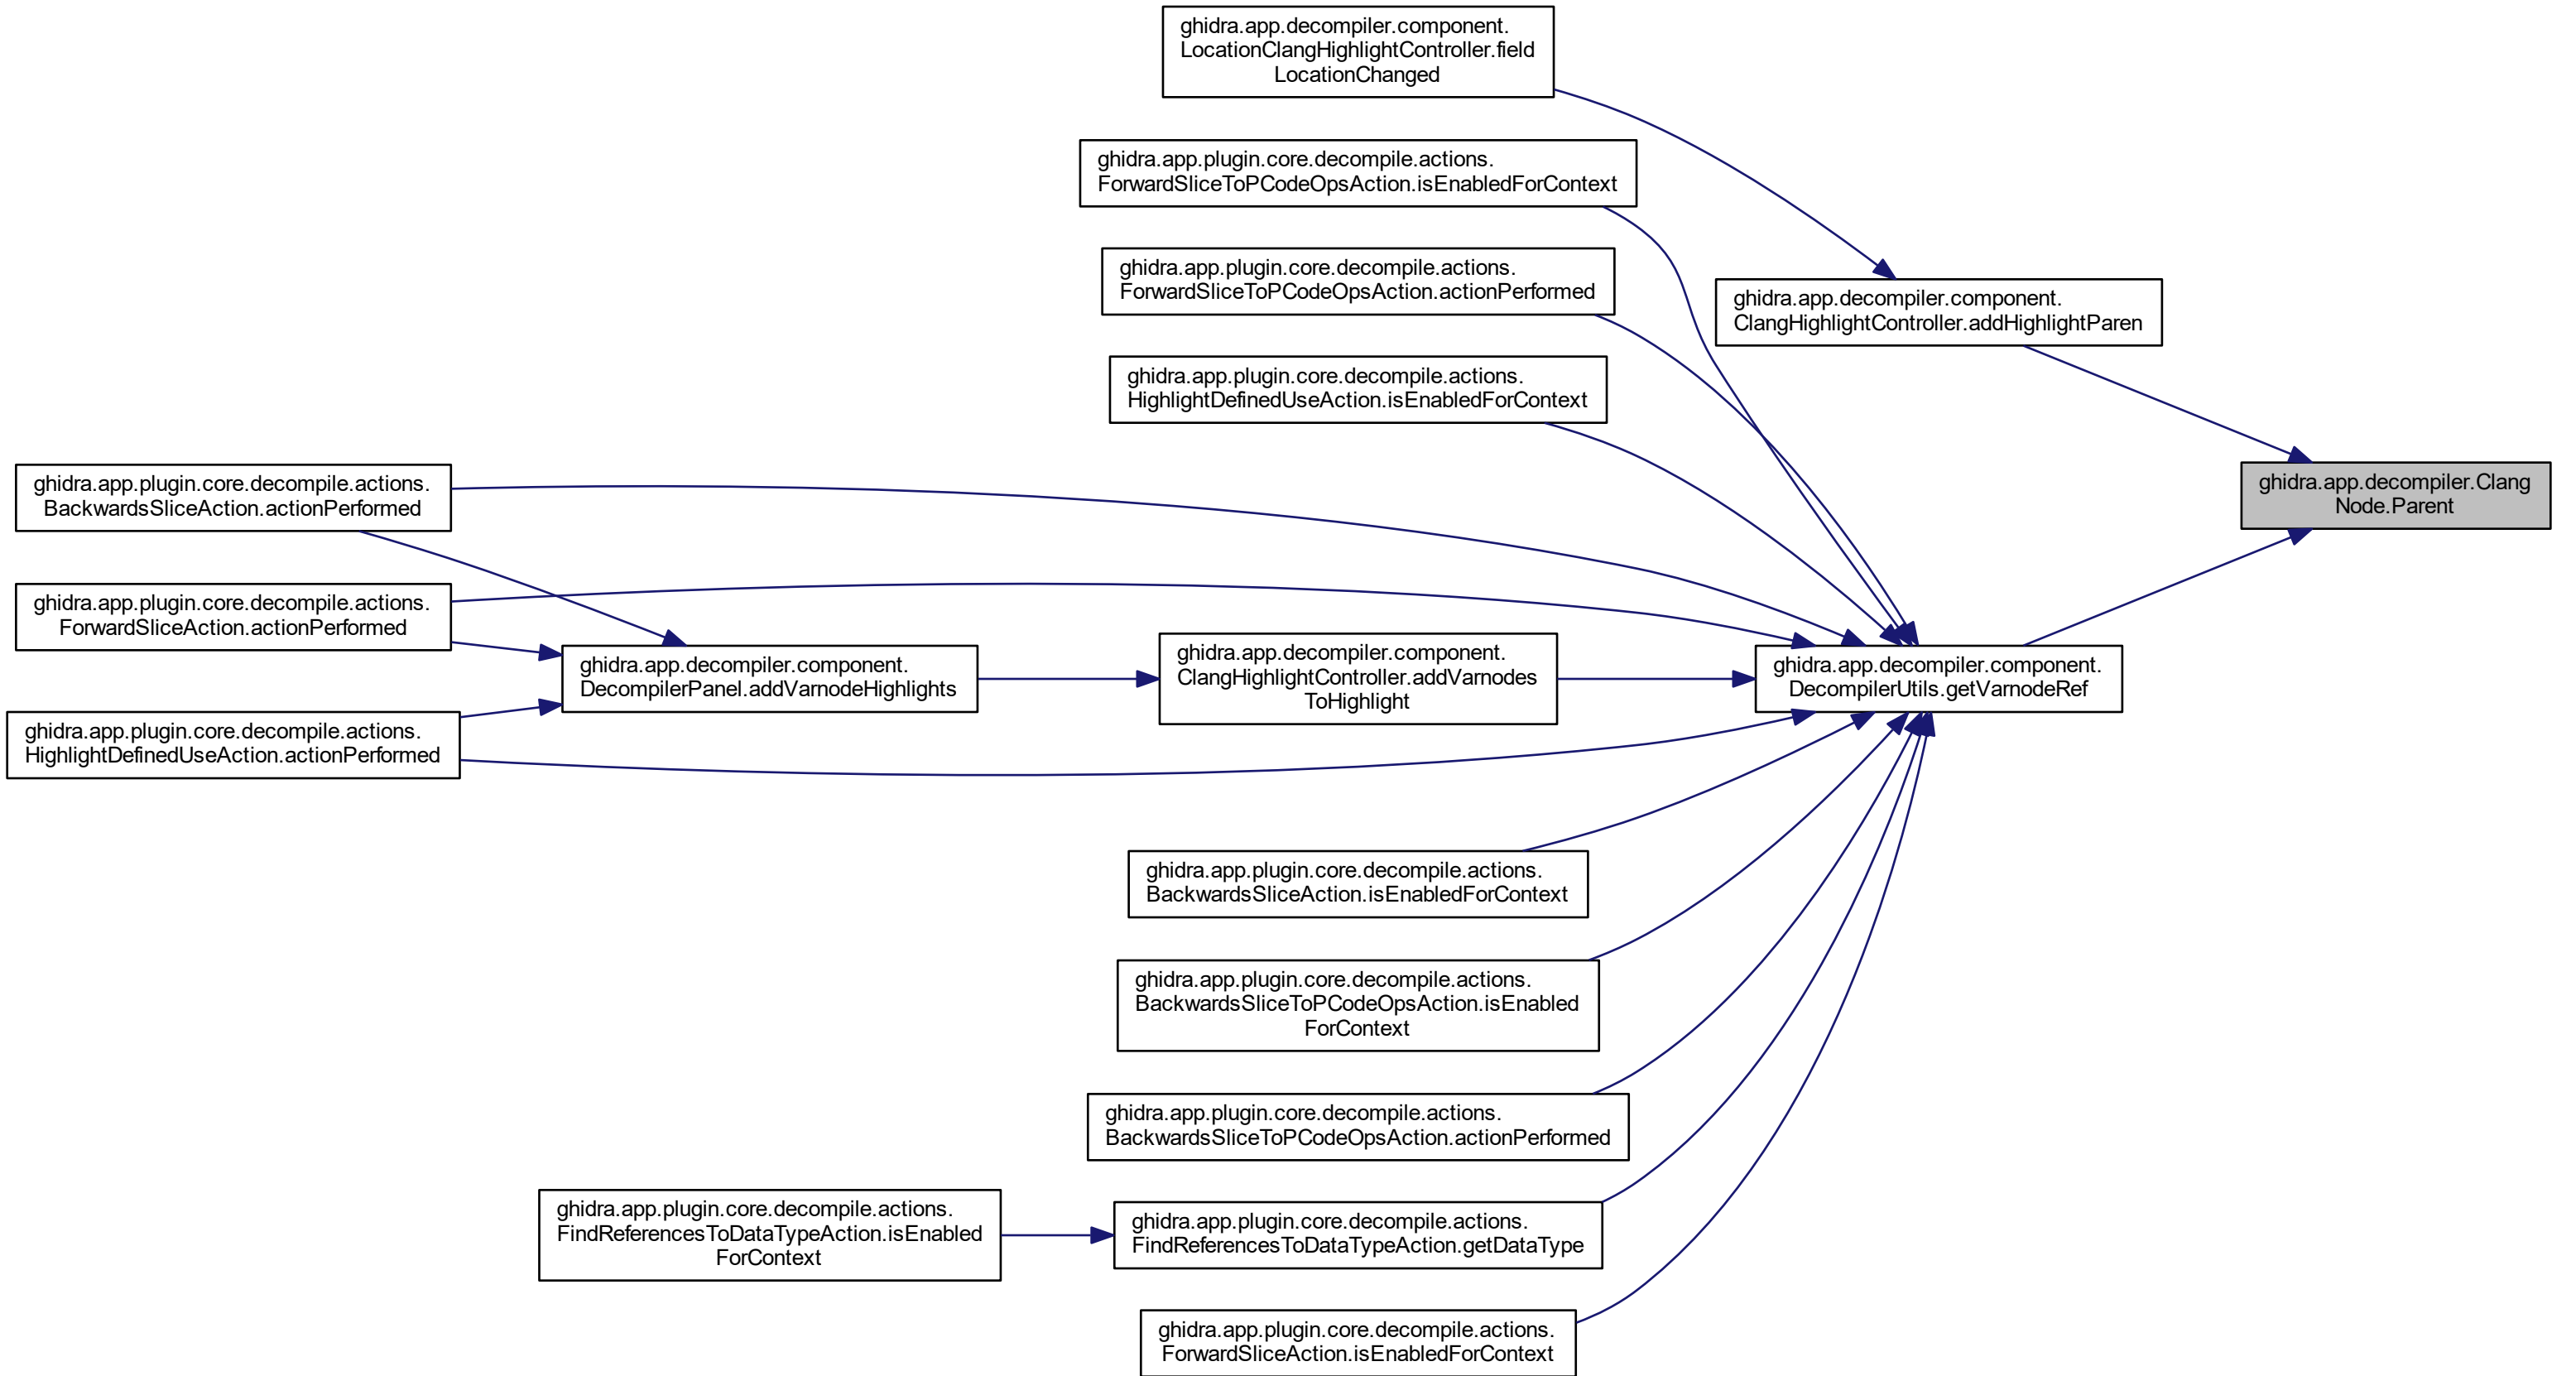 ghidra.app.decompiler.component.
LocationClangHighlightController.field
LocationChanged
ghidra.app.plugin.core.decompile.actions.
ForwardSliceToPCodeOpsAction.isEnabledForContext
ghidra.app.plugin.core.decompile.actions.
ForwardSliceToPCodeOpsAction.actionPerformed
ghidra.app.decompiler.component.
ClangHighlightController.addHighlightParen
ghidra.app.plugin.core.decompile.actions.
HighlightDefinedUseAction.isEnabledForContext
ghidra.app.plugin.core.decompile.actions.
BackwardsSliceAction.actionPerformed
ghidra.app.decompiler.Clang
Node.Parent
ghidra.app.plugin.core.decompile.actions.
ForwardSliceAction.actionPerformed
ghidra.app.decompiler.component.
DecompilerPanel.addVarnodeHighlights
ghidra.app.decompiler.component.
ClangHighlightController.addVarnodes
ToHighlight
ghidra.app.decompiler.component.
DecompilerUtils.getVarnodeRef
ghidra.app.plugin.core.decompile.actions.
HighlightDefinedUseAction.actionPerformed
ghidra.app.plugin.core.decompile.actions.
BackwardsSliceAction.isEnabledForContext
ghidra.app.plugin.core.decompile.actions.
BackwardsSliceToPCodeOpsAction.isEnabled
ForContext
ghidra.app.plugin.core.decompile.actions.
BackwardsSliceToPCodeOpsAction.actionPerformed
ghidra.app.plugin.core.decompile.actions.
FindReferencesToDataTypeAction.isEnabled
ForContext
ghidra.app.plugin.core.decompile.actions.
FindReferencesToDataTypeAction.getDataType
ghidra.app.plugin.core.decompile.actions.
ForwardSliceAction.isEnabledForContext